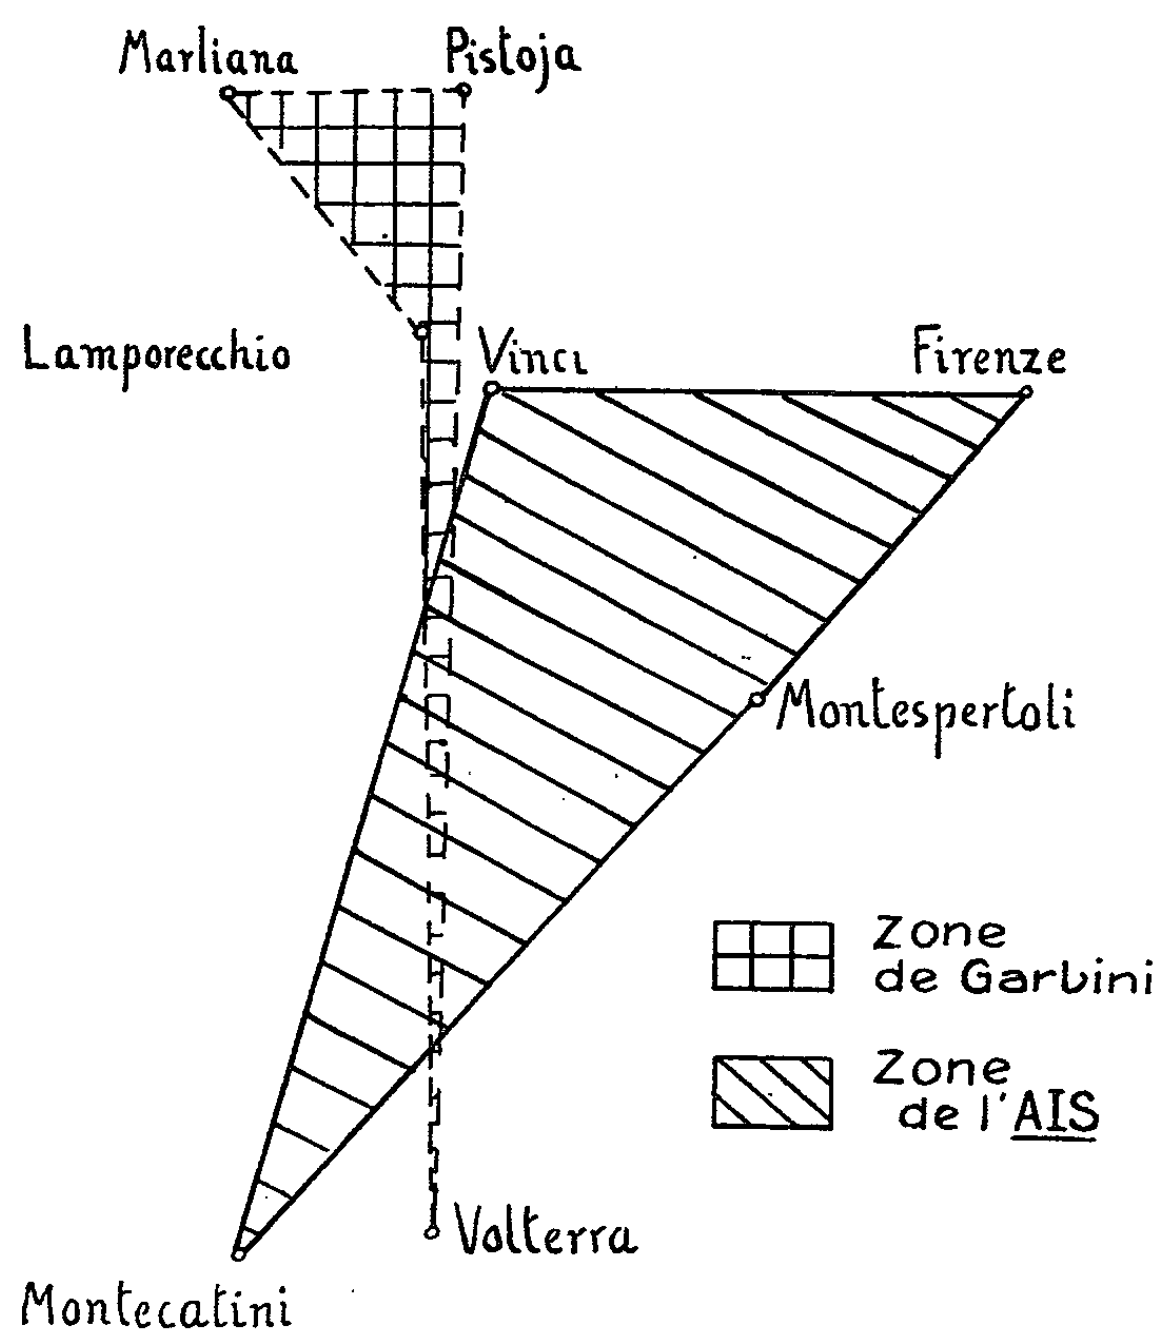 Marliana
Pistoja
Lamporecchio
Vinci
Firenze
Montespertoli
Zone
de Garbini
Zone
de l'AIS
Volterra
Montecatini